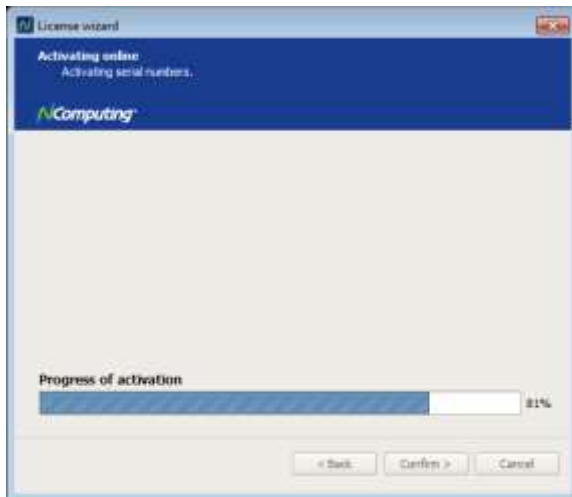 License wizard
Activating online
Activating serial numbers.
NComputing
Progress of activation
81%
< Back
Confirm >
Cancel